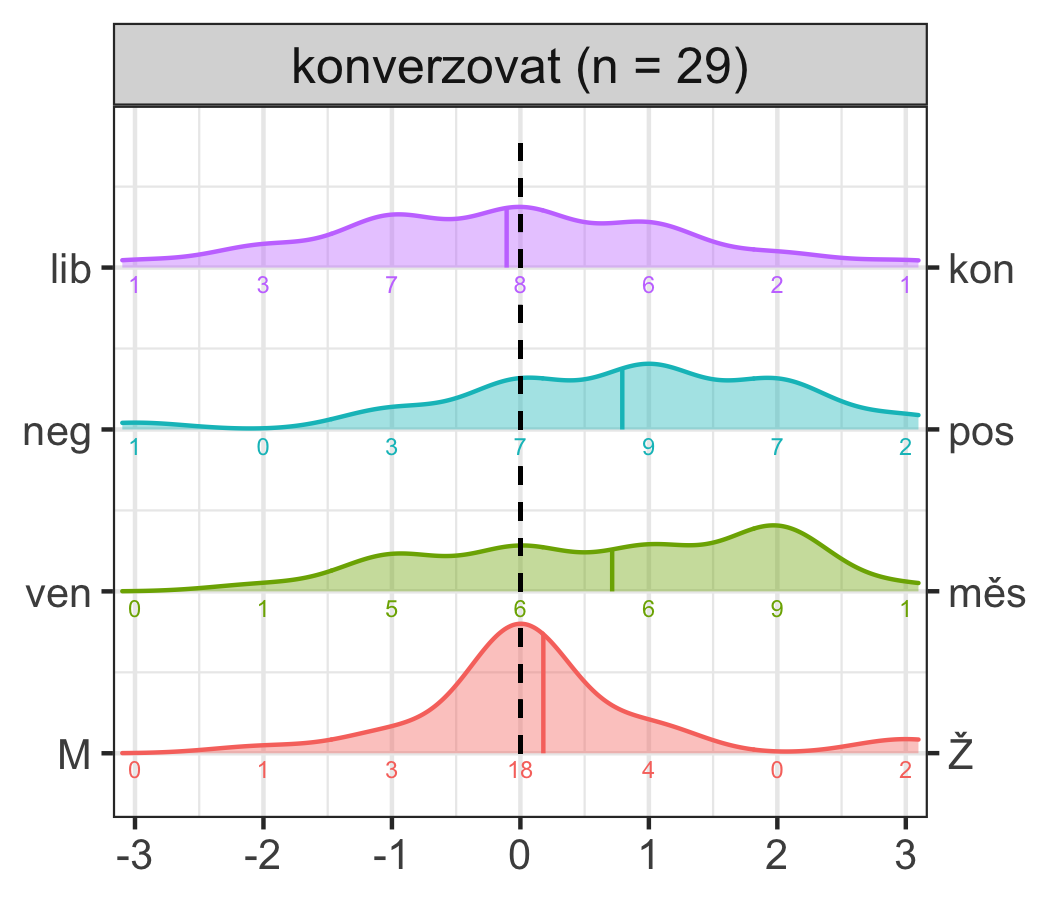 konverzovat (n = 29)
lib kon
1 3 7 8 6 2 1
neg pos
1 0 3 7 9 7 2
ven měs
0 1 5 6 6 9 1
M Ž
0 1 3 18 4 0 2
-3 -2 -1 0 1 2 3